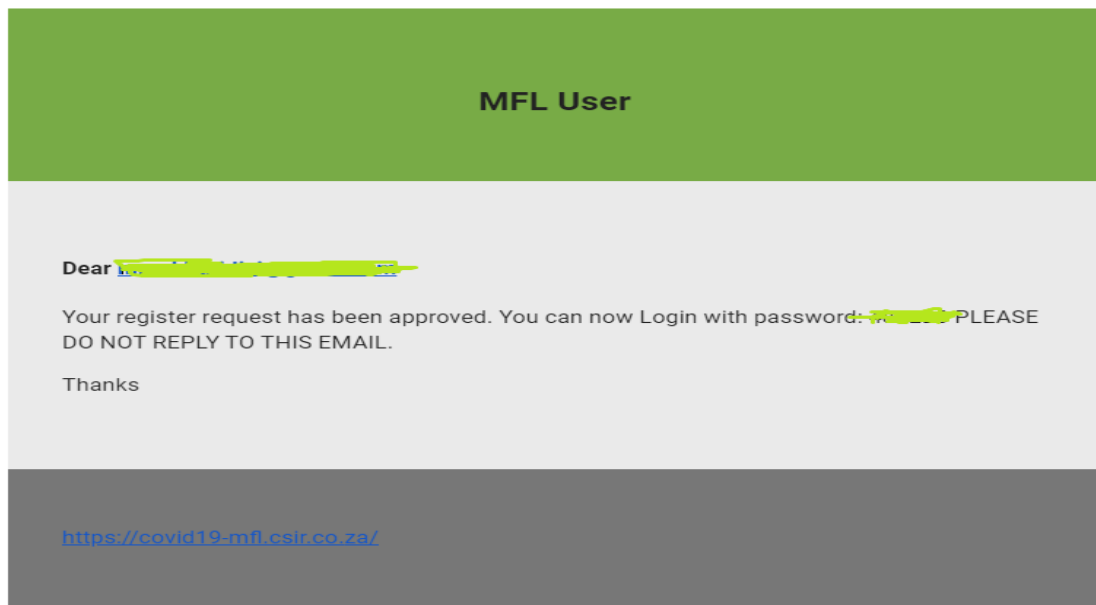 MFL User
Dear
Your register request has been approved. You can now Login with password: PLEASE
DO NOT REPLY TO THIS EMAIL.
Thanks
https://covid19-mfl.csir.co.za/